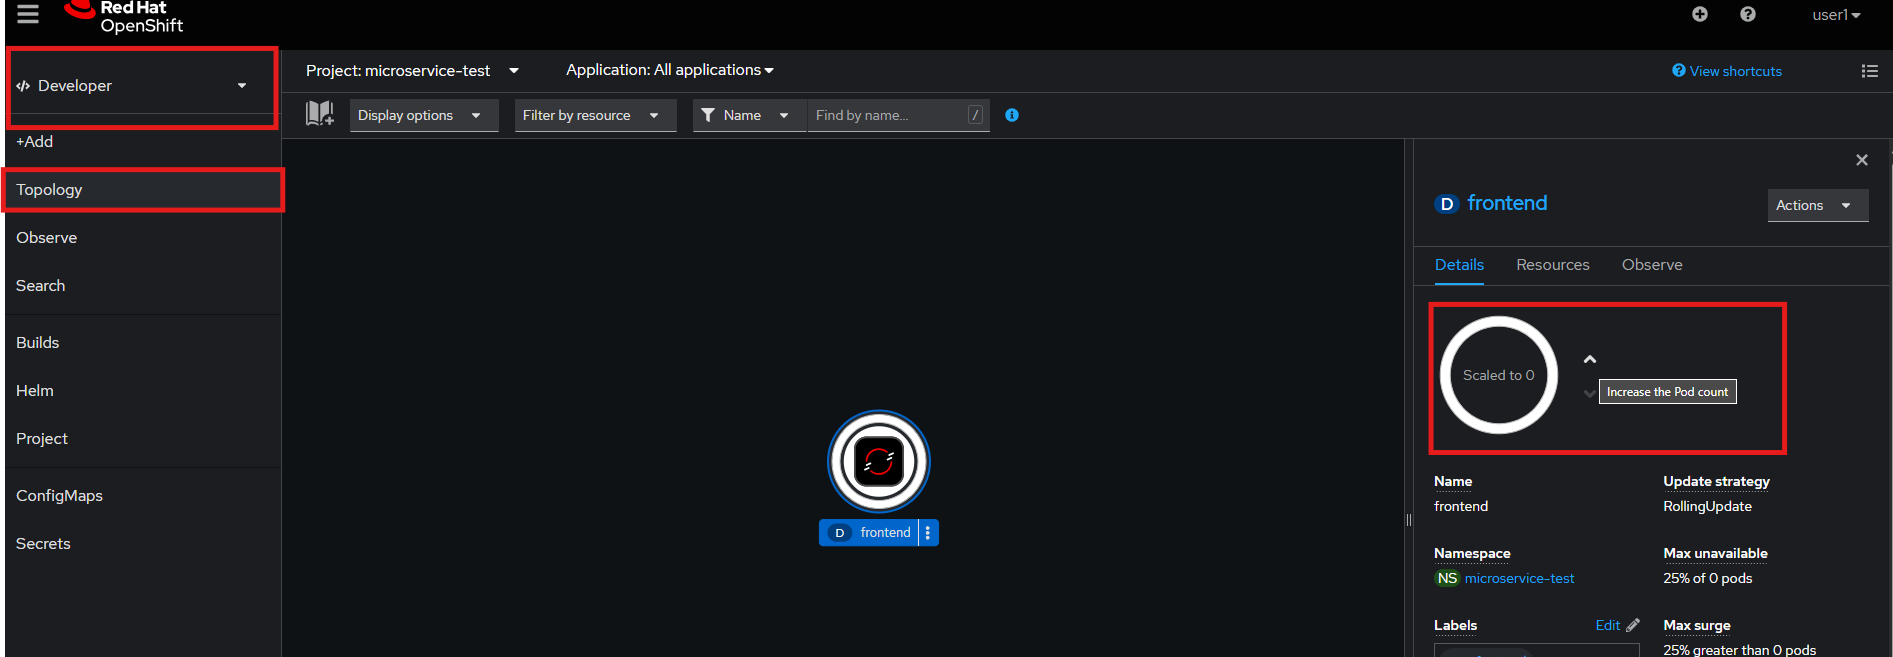 Red Hat
OpenShift
user1
Developer
Project: microservice-test
Application: All applications
View shortcuts
Display options
Filter by resource
Name
Find by name...
/
+Add
Topology
Observe
Search
Builds
Helm
Project
ConfigMaps
Secrets
D frontend
D frontend
Actions
Details Resources Observe
Scaled to 0
Increase the Pod count
Name
frontend
Update strategy
RollingUpdate
Namespace
NS microservice-test
Max unavailable
25% of 0 pods
Labels
Edit
Max surge
25% greater than 0 pods